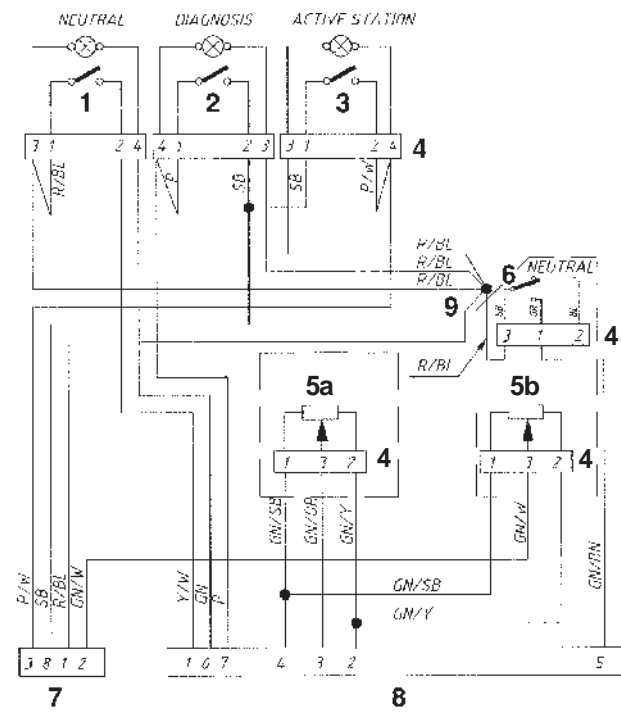 NEUTRAL DIAGNOSIS ACTIVE STATION
1 2 3
3 1 2 4 4 1 2 3 3 1 2 4 4
R/BL P SB SB P/W
R/BL
R/BL
R/BL
6 NEUTRAL
9
SB GR BL
3 1 2 4
R/BL
5a 5b
1 3 2 4 1 3 2 4
GN/SB GN/OR GN/Y GN/W
GN/SB
GN/Y
P/W SB R/BL GN/W Y/W GN P GN/BN
3 8 1 2 1 6 7 4 3 2 5
7 8